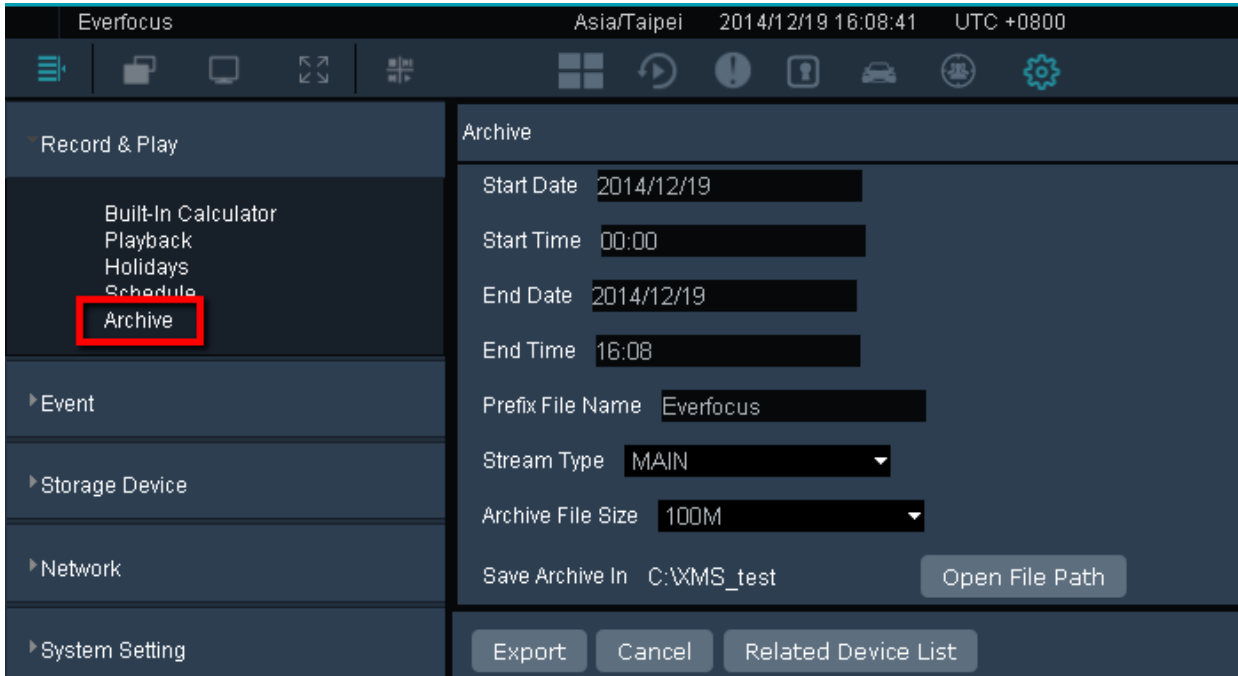 Everfocus Asia/Taipei 2014/12/19 16:08:41 UTC +0800
Record & Play
Built-In Calculator
Playback
Holidays
Schedule
Archive
Event
Storage Device
Network
System Setting
Archive
Start Date 2014/12/19
Start Time 00:00
End Date 2014/12/19
End Time 16:08
Prefix File Name Everfocus
Stream Type MAIN
Archive File Size 100M
Save Archive In C:\XMS_test Open File Path
Export Cancel Related Device List